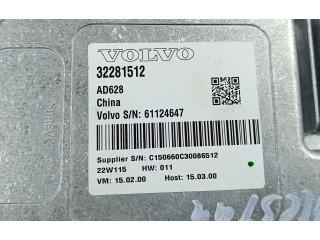 VOLVO
32281512
AD628
China
Volvo S/N: 61124647
Supplier S/N: C150660C30086512
22W115 HW: 011
VM: 15.02.00 Host: 15.03.00